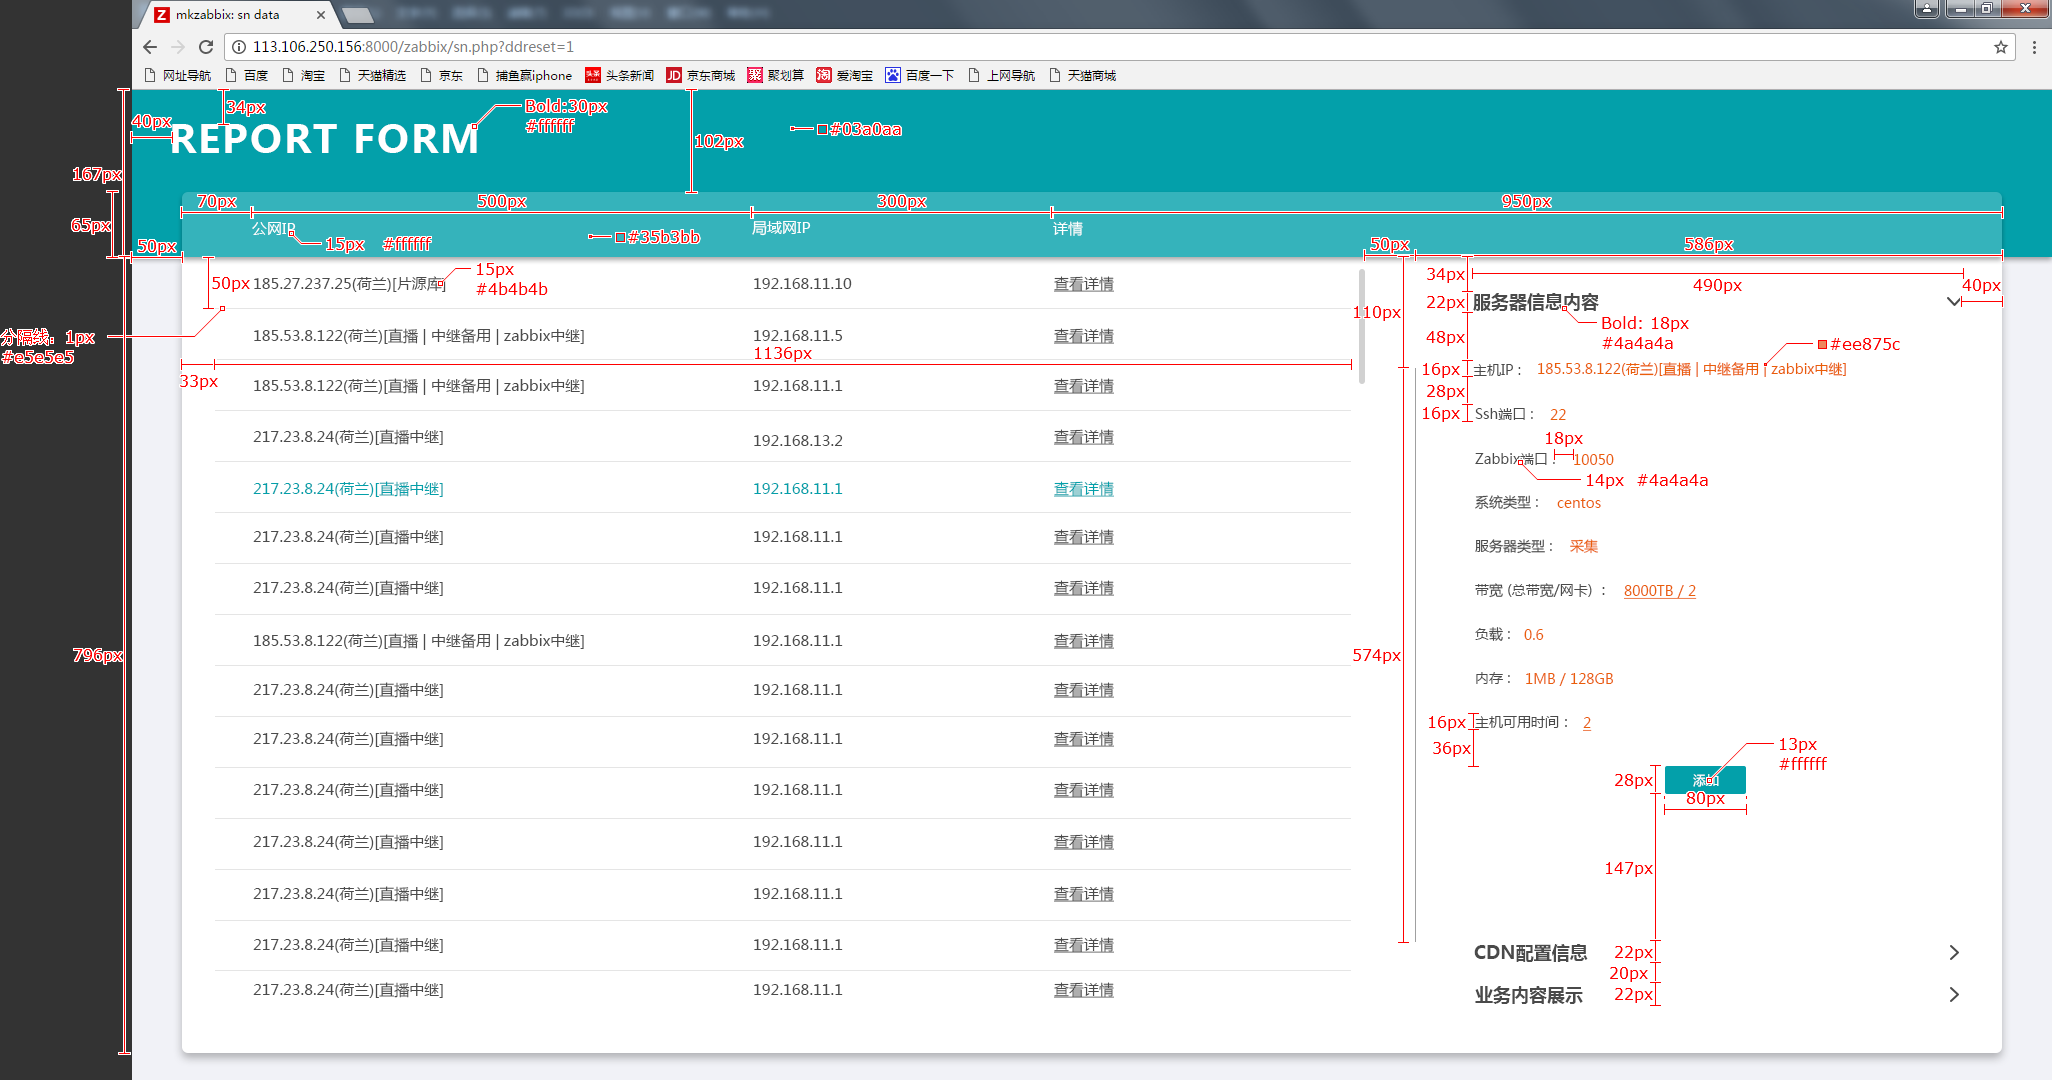 mkzabbix: sn data
113.106.250.156:8000/zabbix/sn.php?ddreset=1
网址导航 百度 淘宝 天猫精选 京东 捕鱼赢iphone 头条新闻 京东商城 聚划算 爱淘宝 百度一下 上网导航 天猫商城
34px
Bold:30px
#ffffff
40px
#03a0aa
REPORT FORM
102px
167px
70px 500px 300px 950px
65px
公网IP 局域网IP 详情
15px #ffffff
#35b3bb
50px 50px 586px
185.27.237.25(荷兰)[片源库] 192.168.11.10 查看详情
15px
#4b4b4b
50px
34px
490px
40px
22px
服务器信息内容
110px
Bold: 18px
#4a4a4a
分隔线: 1px
#e5e5e5
185.53.8.122(荷兰)[直播 | 中继备用 | zabbix中继] 192.168.11.5 查看详情
48px
#ee875c
1136px
33px
16px
主机IP： 185.53.8.122(荷兰)[直播 | 中继备用 | zabbix中继]
185.53.8.122(荷兰)[直播 | 中继备用 | zabbix中继] 192.168.11.1 查看详情
28px
16px
Ssh端口： 22
217.23.8.24(荷兰)[直播中继] 192.168.13.2 查看详情
18px
Zabbix端口： 10050
14px #4a4a4a
217.23.8.24(荷兰)[直播中继] 192.168.11.1 查看详情
系统类型： centos
217.23.8.24(荷兰)[直播中继] 192.168.11.1 查看详情
服务器类型： 采集
217.23.8.24(荷兰)[直播中继] 192.168.11.1 查看详情
带宽 (总带宽/网卡) ： 8000TB / 2
185.53.8.122(荷兰)[直播 | 中继备用 | zabbix中继] 192.168.11.1 查看详情
负载： 0.6
796px
574px
217.23.8.24(荷兰)[直播中继] 192.168.11.1 查看详情
内存： 1MB / 128GB
16px
主机可用时间： 2
217.23.8.24(荷兰)[直播中继] 192.168.11.1 查看详情
36px
13px
#ffffff
217.23.8.24(荷兰)[直播中继] 192.168.11.1 查看详情
28px
添加
80px
217.23.8.24(荷兰)[直播中继] 192.168.11.1 查看详情
147px
217.23.8.24(荷兰)[直播中继] 192.168.11.1 查看详情
217.23.8.24(荷兰)[直播中继] 192.168.11.1 查看详情
CDN配置信息
22px
20px
217.23.8.24(荷兰)[直播中继] 192.168.11.1 查看详情
业务内容展示
22px